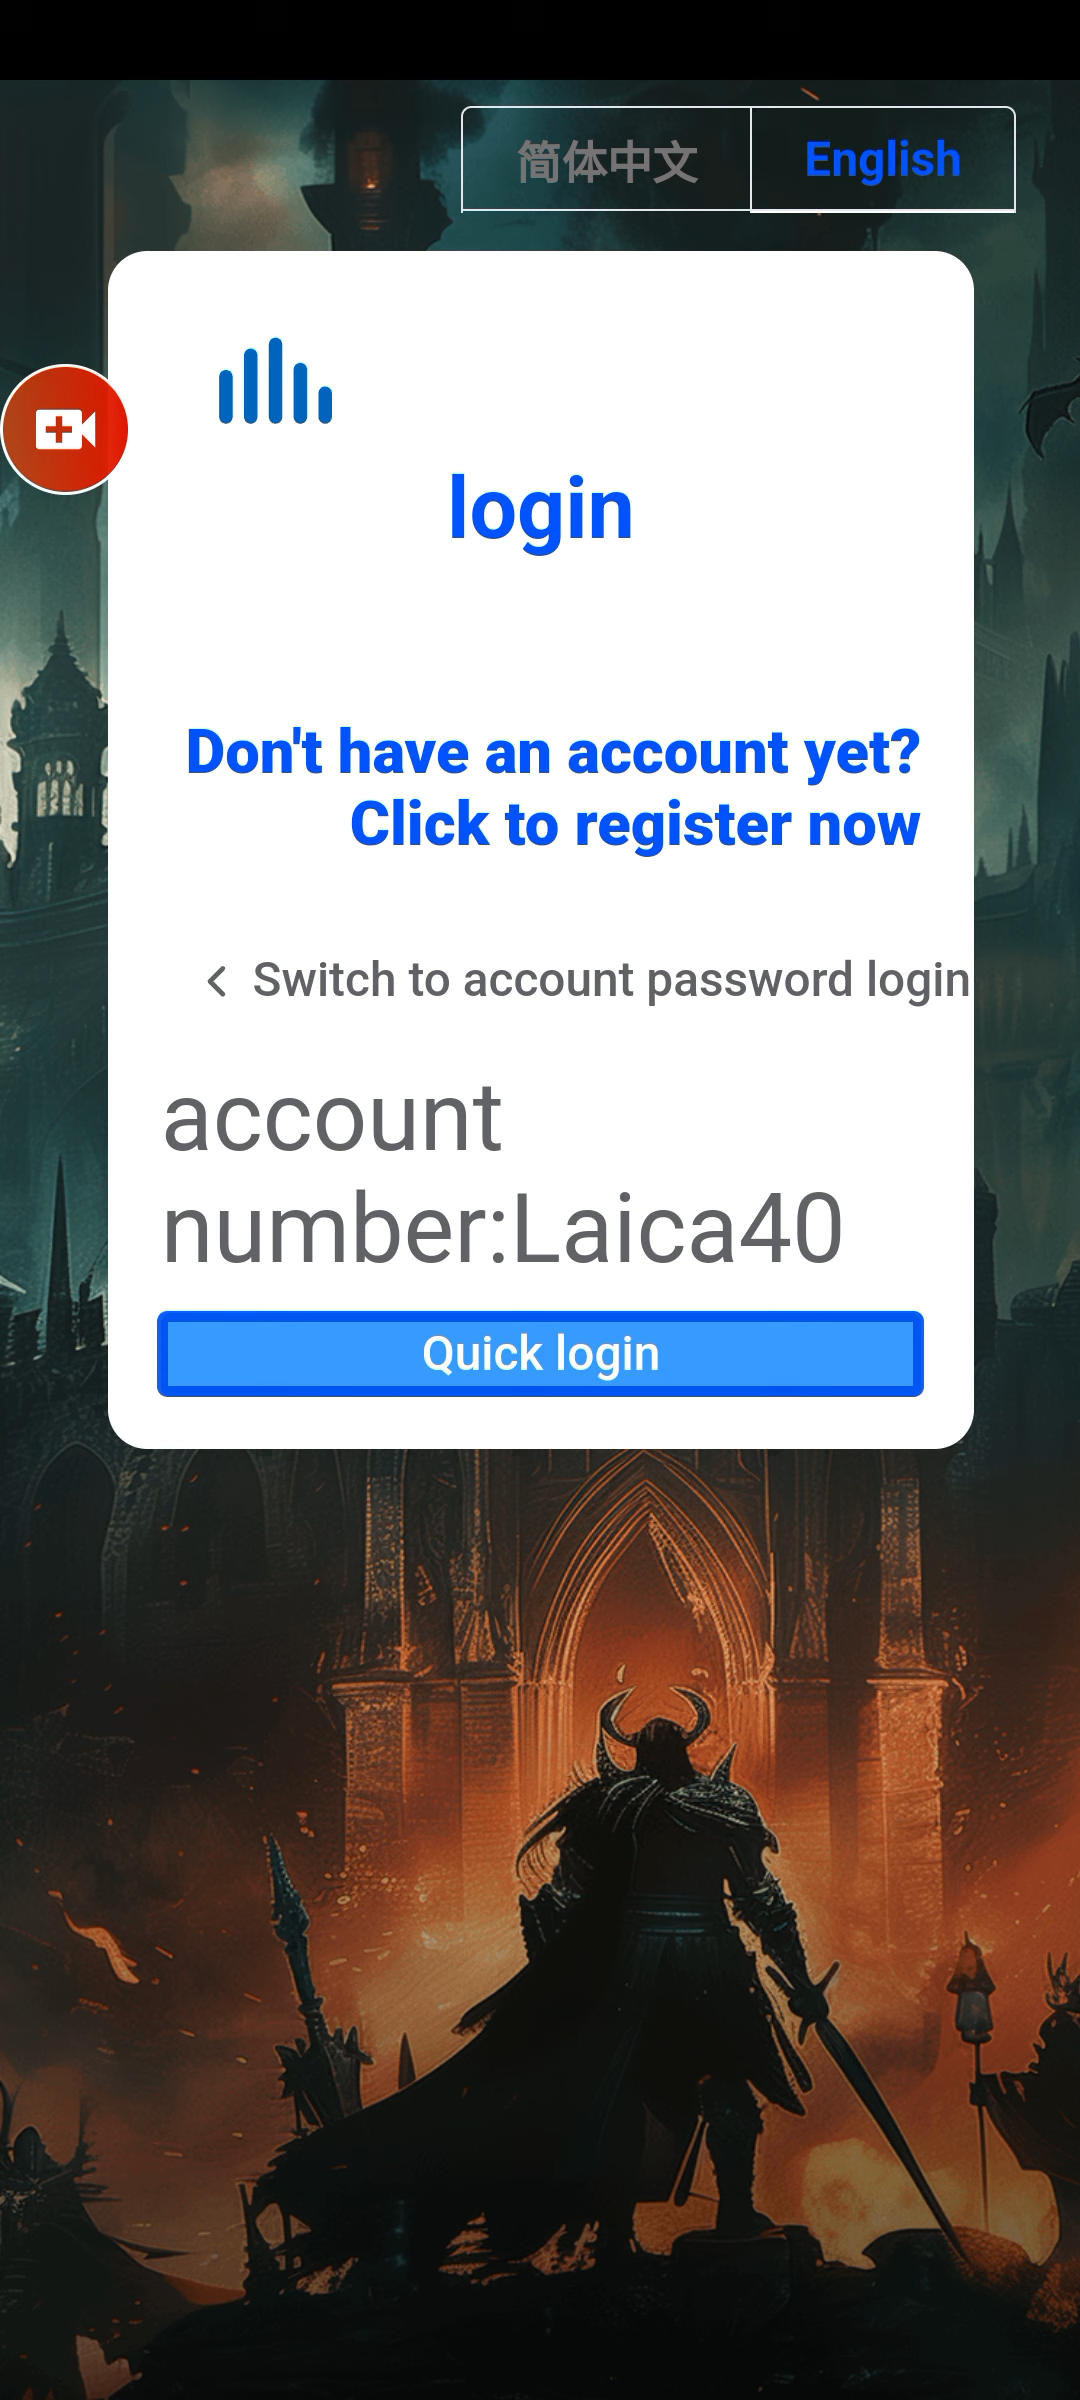 简体中文
English
login
Don't have an account yet?
Click to register now
Switch to account password login
account
number:Laica40
Quick login